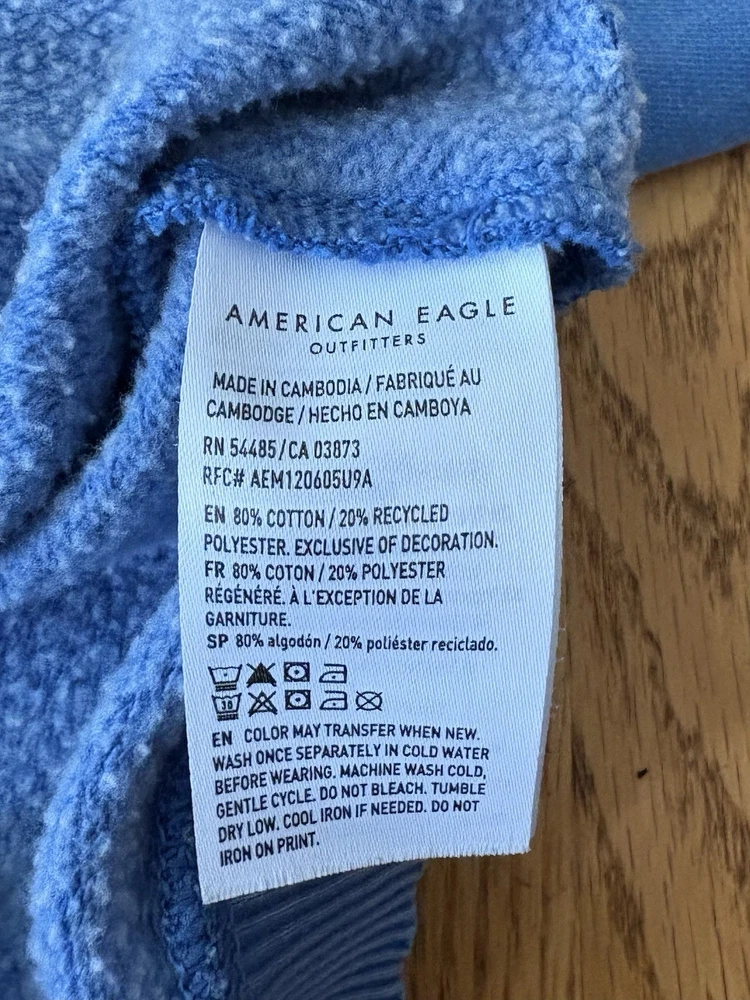 AMERICAN EAGLE
OUTFITTERS
MADE IN CAMBODIA / FABRIQUÉ AU
CAMBODGE / HECHO EN CAMBOYA
RN 54485/CA 03873
RFC# AEM120605U9A
EN 80% COTTON / 20% RECYCLED
POLYESTER. EXCLUSIVE OF DECORATION.
FR 80% COTON / 20% POLYESTER
RÉGÉNÉRÉ. À L'EXCEPTION DE LA
GARNITURE.
SP 80% algodón / 20% poliéster reciclado.
30
EN COLOR MAY TRANSFER WHEN NEW.
WASH ONCE SEPARATELY IN COLD WATER
BEFORE WEARING. MACHINE WASH COLD,
GENTLE CYCLE. DO NOT BLEACH. TUMBLE
DRY LOW. COOL IRON IF NEEDED. DO NOT
IRON ON PRINT.